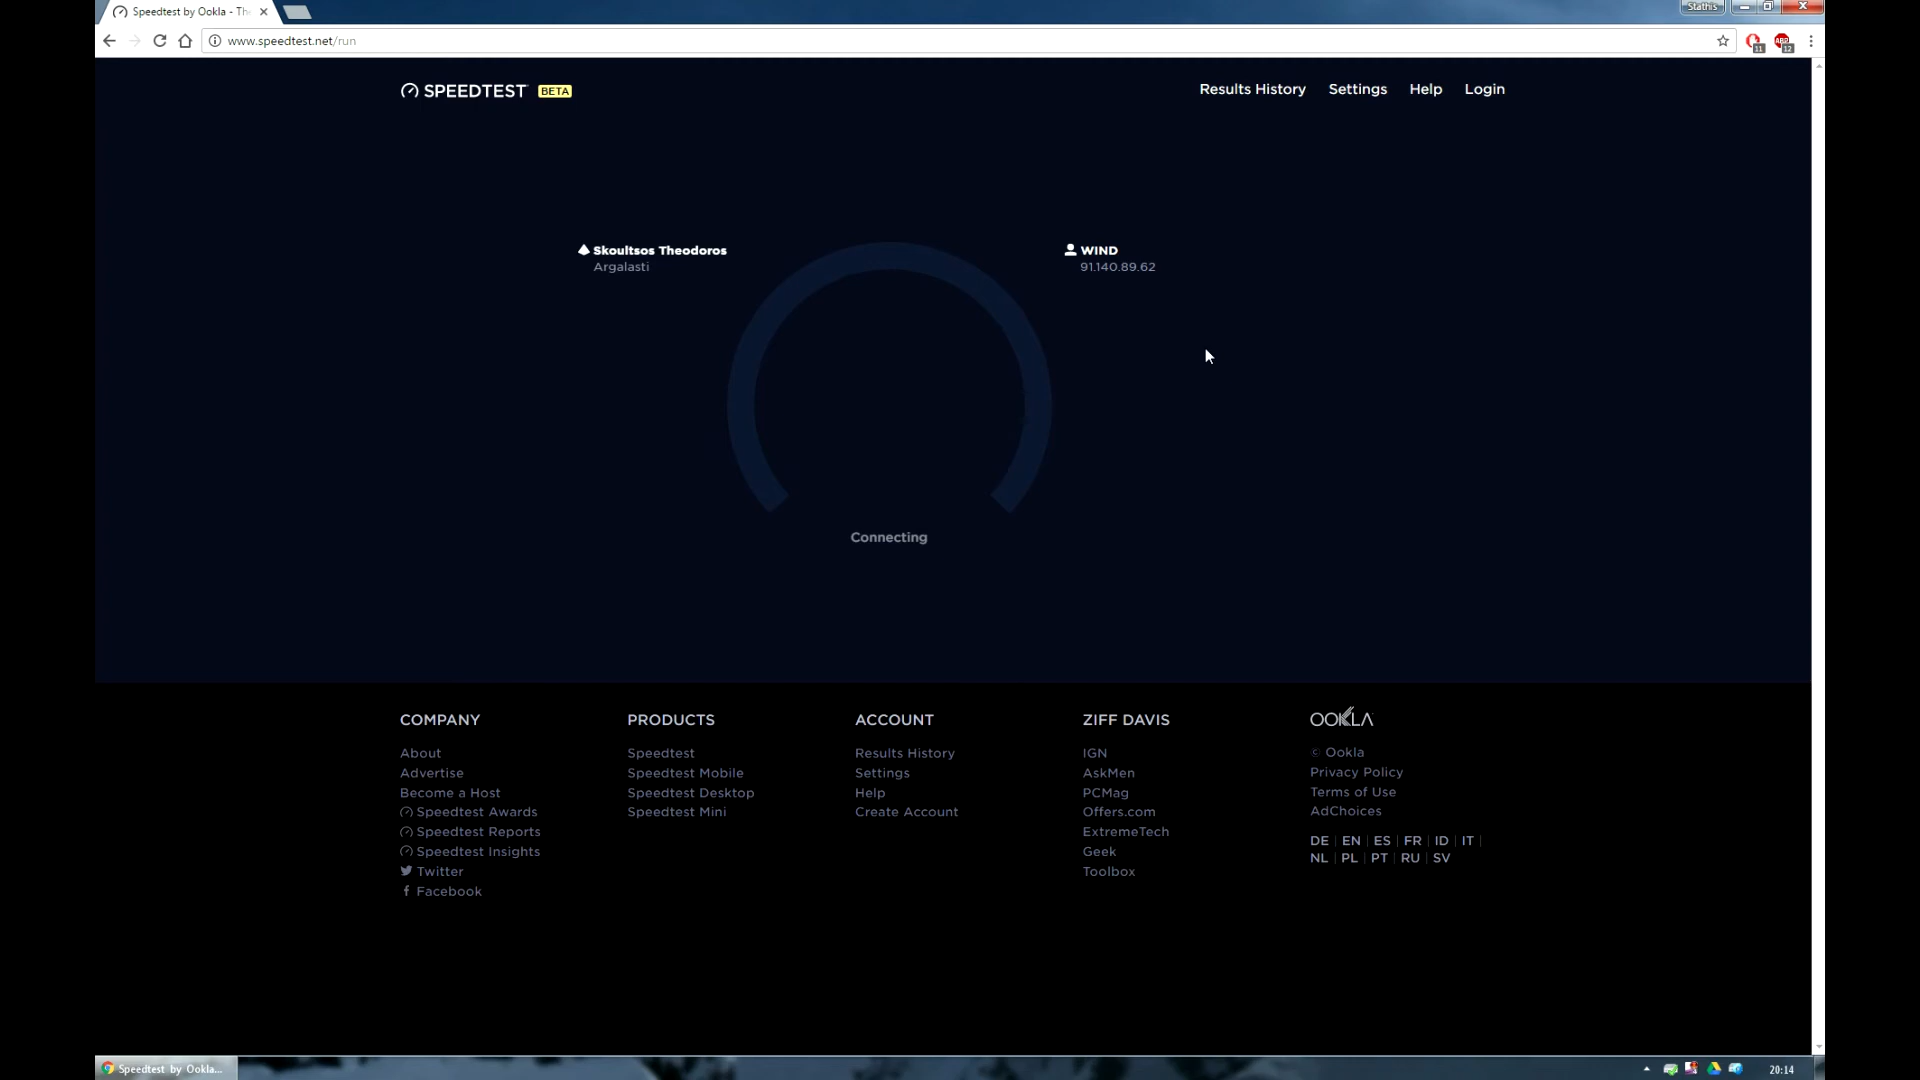 Speedtest by Ookla - Th
Stathis
www.speedtest.net/run
11
12
SPEEDTEST BETA
Results History Settings Help Login
Skoultsos Theodoros
Argalasti
WIND
91.140.89.62
Connecting
COMPANY
About
Advertise
Become a Host
Speedtest Awards
Speedtest Reports
Speedtest Insights
Twitter
Facebook
PRODUCTS
Speedtest
Speedtest Mobile
Speedtest Desktop
Speedtest Mini
ACCOUNT
Results History
Settings
Help
Create Account
ZIFF DAVIS
IGN
AskMen
PCMag
Offers.com
ExtremeTech
Geek
Toolbox
OOKLA
© Ookla
Privacy Policy
Terms of Use
AdChoices
DE | EN | ES | FR | ID | IT |
NL | PL | PT | RU | SV
Speedtest by Ookla...
20:14